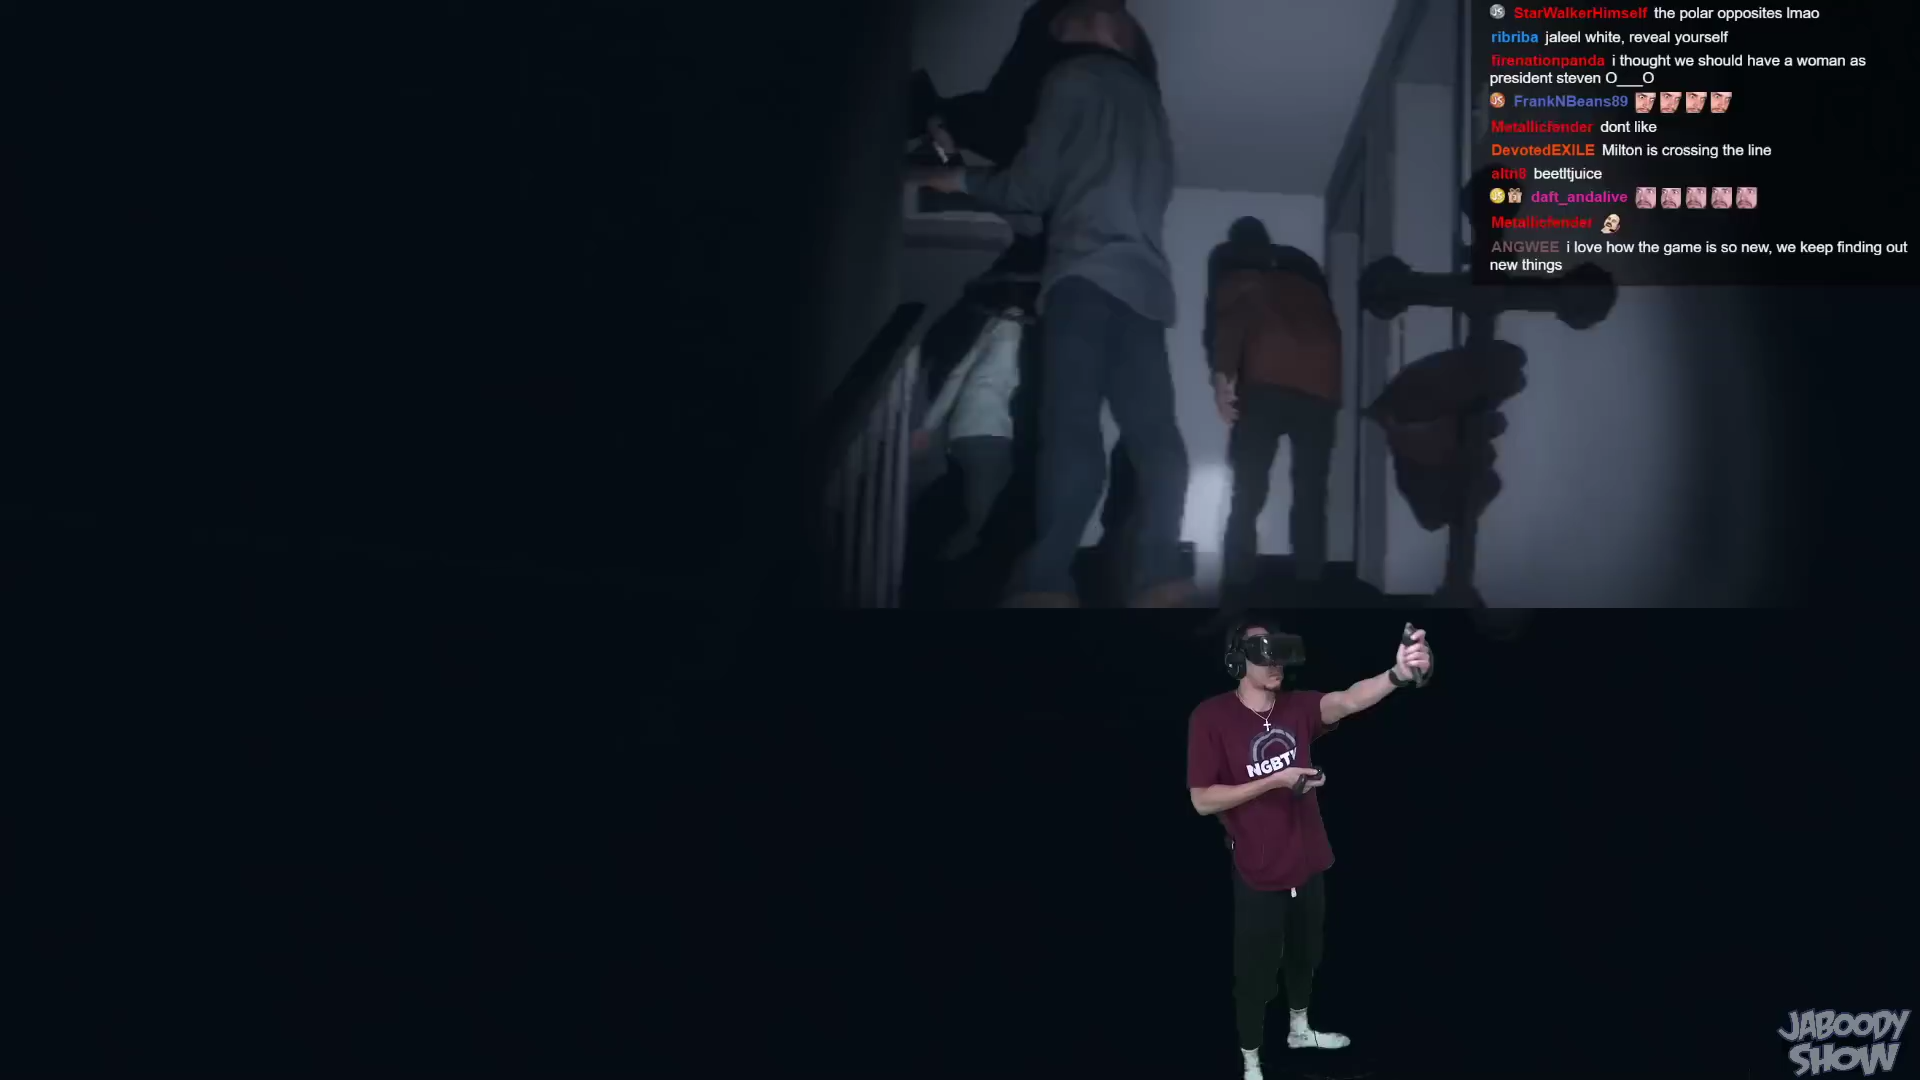 StarWalkerHimself the polar opposites lmao
ribriba jaleel white, reveal yourself
firenationpanda i thought we should have a woman as
president steven O___O
FrankNBeans89
Metallicfender dont like
DevotedEXILE Milton is crossing the line
altn8 beetltjuice
daft_andalive
Metallicfender
ANGWEE i love how the game is so new, we keep finding out
new things
NGBTV
JABOODY
SHOW